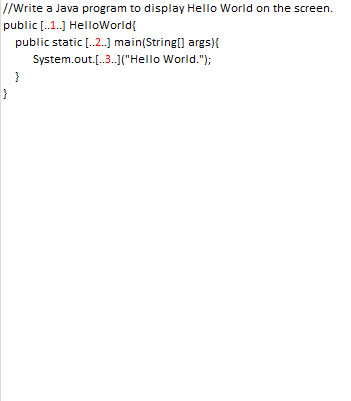 //Write a Java program to display Hello World on the screen.
public [..1..] HelloWorld{
public static [..2..] main(String[] args){
System.out.[..3..]("Hello World.");
}
}